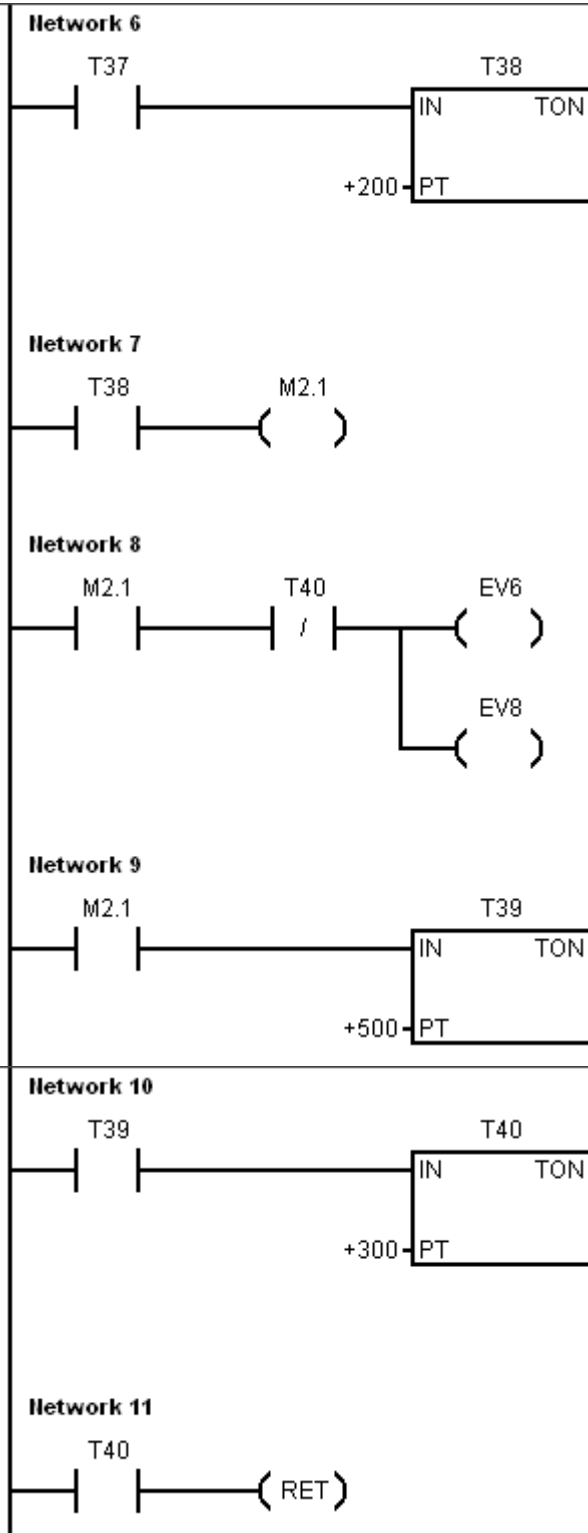 Network 6
T37 T38
IN TON
+200 PT
Network 7
T38 M2.1
Network 8
M2.1 T40 EV6
/
EV8
Network 9
M2.1 T39
IN TON
+500 PT
Network 10
T39 T40
IN TON
+300 PT
Network 11
T40
RET